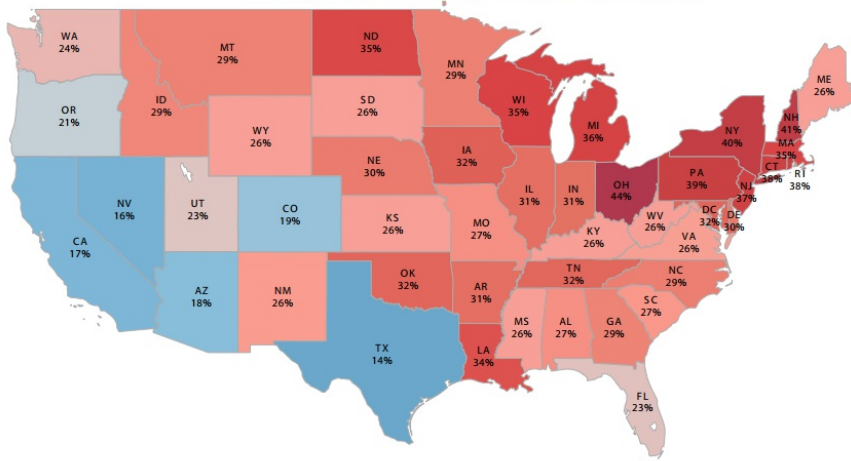 WA
24%
MT
29%
ND
35%
MN
29%
ME
26%
OR
21%
ID
29%
SD
26%
WI
35%
MI
36%
NY
40%
NH
41%
MA
35%
WY
26%
IA
32%
NE
30%
PA
39%
CT
38%
RI
38%
NJ
37%
NV
16%
UT
23%
CO
19%
IL
31%
IN
31%
OH
44%
DC
32%
DE
30%
CA
17%
KS
26%
MO
27%
KY
26%
WV
26%
VA
26%
AZ
18%
NM
26%
OK
32%
AR
31%
TN
32%
NC
29%
SC
27%
TX
14%
LA
34%
MS
26%
AL
27%
GA
29%
FL
23%